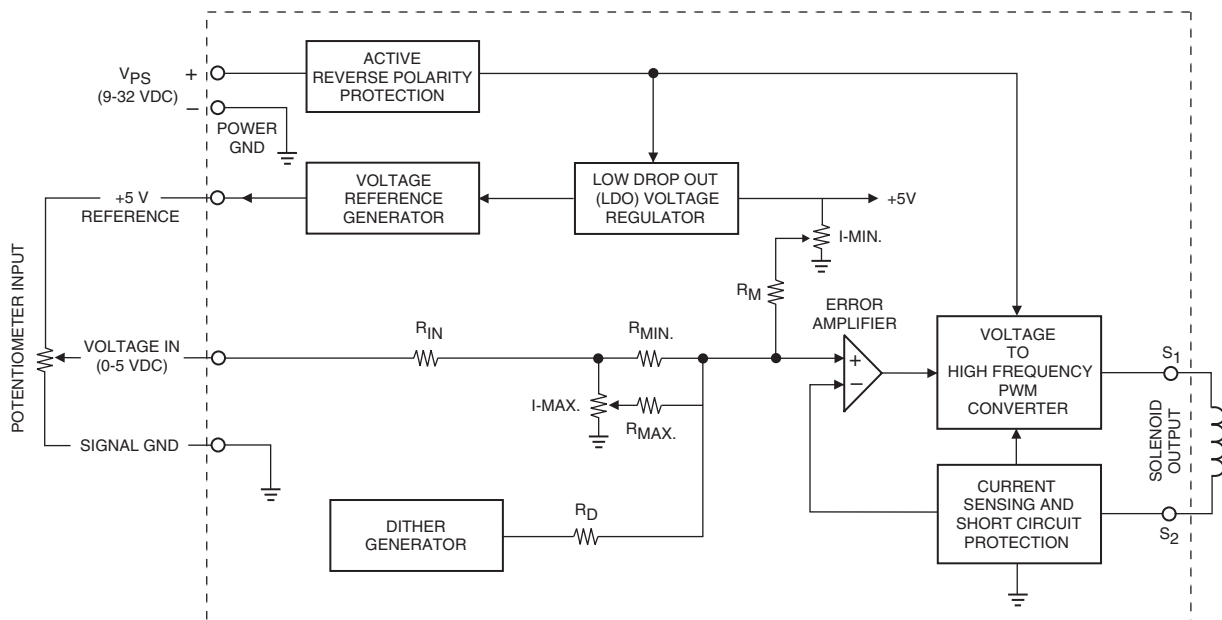 VPS
(9-32 VDC)
+
−
POWER
GND
ACTIVE
REVERSE POLARITY
PROTECTION
+5 V
REFERENCE
VOLTAGE
REFERENCE
GENERATOR
LOW DROP OUT
(LDO) VOLTAGE
REGULATOR
+5V
I-MIN.
RM
POTENTIOMETER INPUT
VOLTAGE IN
(0-5 VDC)
RIN
RMIN.
I-MAX.
RMAX.
ERROR
AMPLIFIER
+
−
VOLTAGE
TO
HIGH FREQUENCY
PWM
CONVERTER
S1
SOLENOID
OUTPUT
S2
SIGNAL GND
DITHER
GENERATOR
RD
CURRENT
SENSING AND
SHORT CIRCUIT
PROTECTION